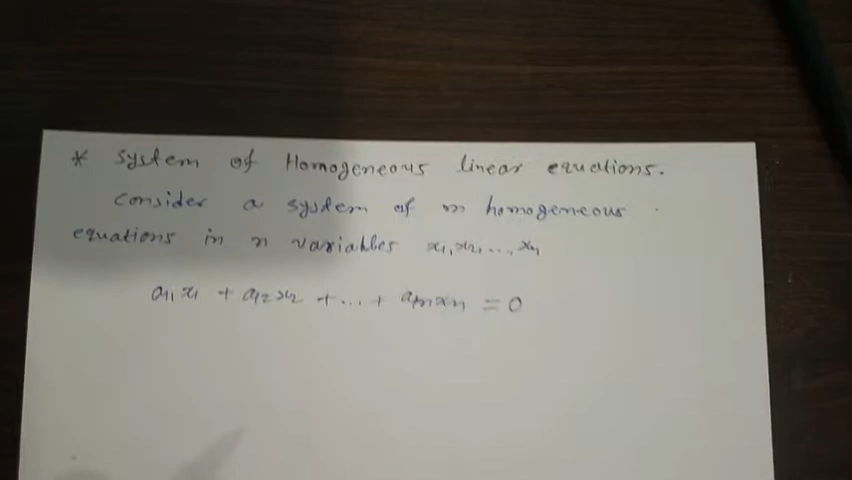 * System of Homogeneous linear equations.
Consider a system of m homogeneous
equations in n variables x₁, x₂, ..., xₙ
a₁₁x₁ + a₁₂x₂ + ... + a₁ₙxₙ = 0